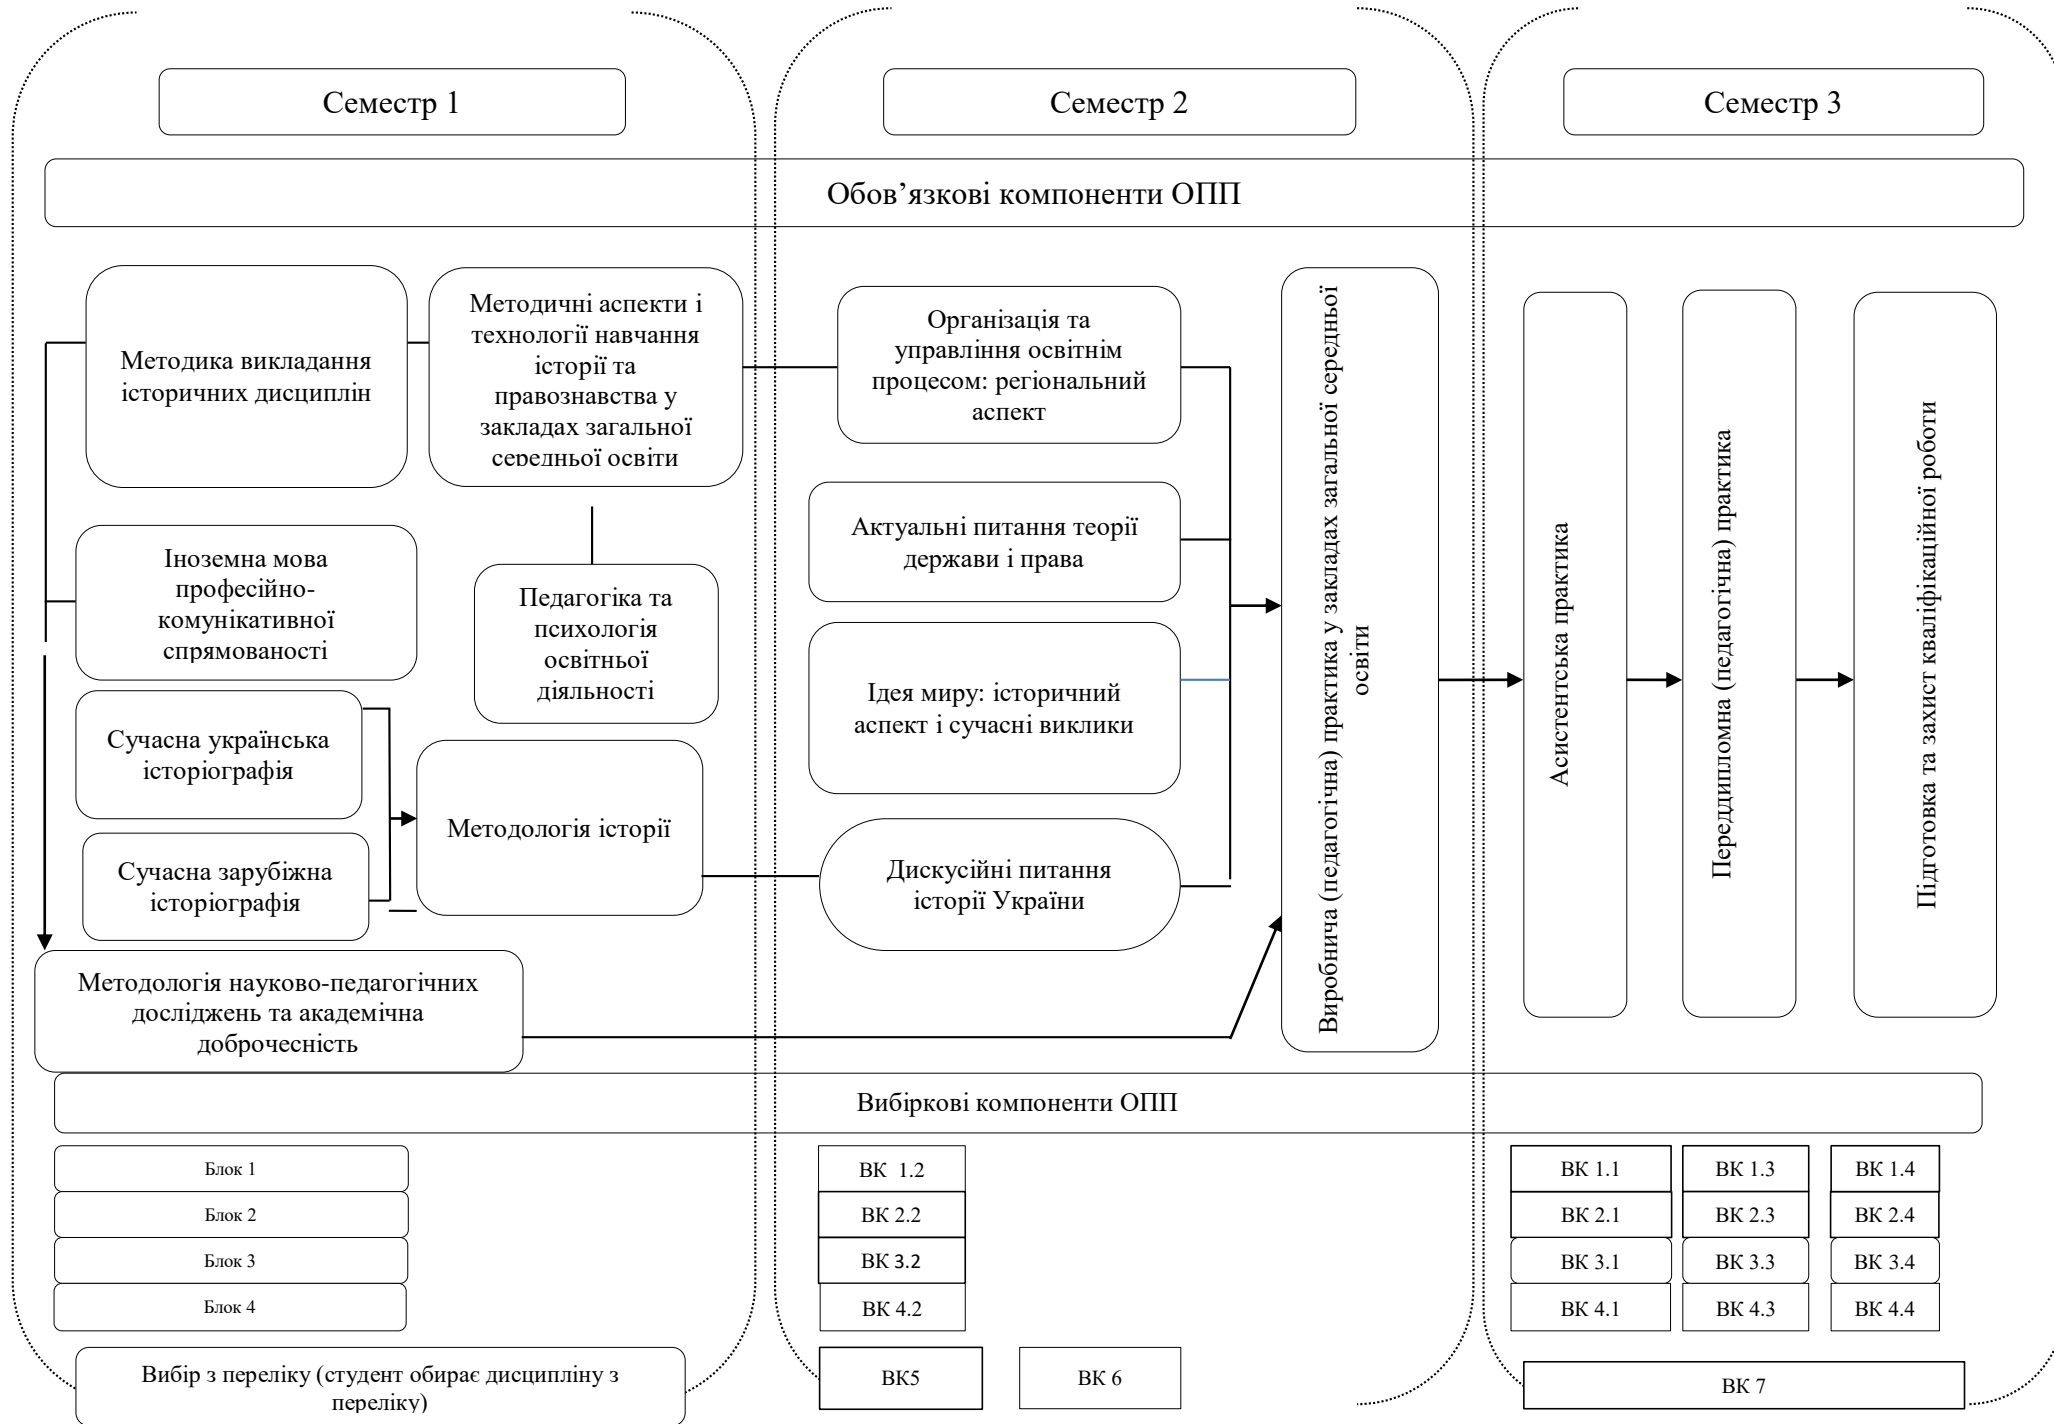 Семестр 1
Семестр 2
Семестр 3
Обов’язкові компоненти ОПП
Методика викладання
історичних дисциплін
Методичні аспекти і
технології навчання
історії та
правознавства у
закладах загальної
середньої освіти
Іноземна мова
професійно-
комунікативної
спрямованості
Педагогіка та
психологія
освітньої
діяльності
Сучасна українська
історіографія
Сучасна зарубіжна
історіографія
Методологія історії
Методологія науково-педагогічних
досліджень та академічна
доброчесність
Організація та
управління освітнім
процесом: регіональний
аспект
Актуальні питання теорії
держави і права
Ідея миру: історичний
аспект і сучасні виклики
Дискусійні питання
історії України
Виробнича (педагогічна) практика у закладах загальної середньої
освіти
Асистентська практика
Передипломна (педагогічна) практика
Підготовка та захист кваліфікаційної роботи
Вибіркові компоненти ОПП
Блок 1
ВК 1.2
ВК 1.1
ВК 1.3
ВК 1.4
Блок 2
ВК 2.2
ВК 2.1
ВК 2.3
ВК 2.4
Блок 3
ВК 3.2
ВК 3.1
ВК 3.3
ВК 3.4
Блок 4
ВК 4.2
ВК 4.1
ВК 4.3
ВК 4.4
Вибір з переліку (студент обирає дисципліну з
переліку)
ВК5
ВК 6
ВК 7